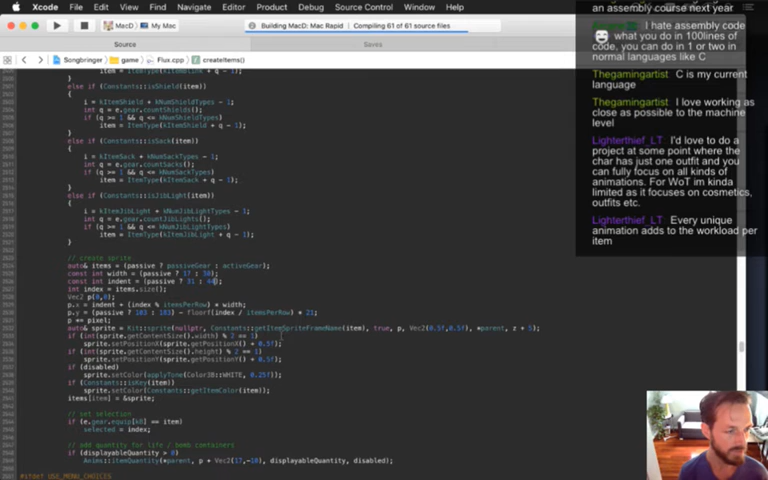 Xcode File Edit View Find Navigate Editor Product Debug Source Control Window Help
MacD My Mac Building MacD: Mac Rapid Compiling 61 of 61 source files
Source Saves
Songbringer game Flux.cpp createItems()
else if (Constants::isShield(item))
{
i = kItemShield + kNumShieldTypes - 1;
int q = e.gear.countShields();
if (q >= 1 && q <= kNumShieldTypes)
item = ItemType(kItemShield + q - 1);
}
else if (Constants::isSack(item))
{
i = kItemSack + kNumSackTypes - 1;
int q = e.gear.countSacks();
if (q >= 1 && q <= kNumSackTypes)
item = ItemType(kItemSack + q - 1);
}
else if (Constants::isJibLight(item))
{
i = kItemJibLight + kNumJibLightTypes - 1;
int q = e.gear.countJibLights();
if (q >= 1 && q <= kNumJibLightTypes)
item = ItemType(kItemJibLight + q - 1);
}
// create sprite
auto& items = (passive ? passiveGear : activeGear);
const int width = (passive ? 17 : 30);
const int indent = (passive ? 31 : 44);
int index = items.size();
Vec2 p(0,0);
p.x = indent + (index % itemsPerRow) * width;
p.y = (passive ? 103 : 183) - floorf(index / itemsPerRow) * 21;
p *= pixel;
auto& sprite = Kit::sprite(nullptr, Constants::getItemSpriteFrameName(item), true, p, Vec2(0.5f,0.5f), *parent, z + 5);
if (int(sprite.getContentSize().width) % 2 == 1)
sprite.setPositionX(sprite.getPositionX() + 0.5f);
if (int(sprite.getContentSize().height) % 2 == 1)
sprite.setPositionY(sprite.getPositionY() + 0.5f);
if (disabled)
sprite.setColor(applyTone(Color3B::WHITE, 0.25f));
if (Constants::isKey(item))
sprite.setColor(Constants::getItemColor(item));
items[item] = &sprite;
// set selection
if (e.gear.equip[kB] == item)
selected = index;
// add quantity for life / bomb containers
if (displayableQuantity > 0)
Anims::itemQuantity(*parent, p + Vec2(17,-10), displayableQuantity, disabled);
#ifdef USE_MENU_CHOICES
an assembly course next year
I hate assembly code
what you do in 100lines of
code, you can do in 1 or two in
normal languages like C
Thegamingartist C is my current
language
Thegamingartist I love working as
close as possible to the machine
level
Lighterthief_LT I'd love to do a
project at some point where the
char has just one outfit and you
can fully focus on all kinds of
animations. For WoT im kinda
limited as it focuses on cosmetics,
outfits etc.
Lighterthief_LT Every unique
animation adds to the workload per
item